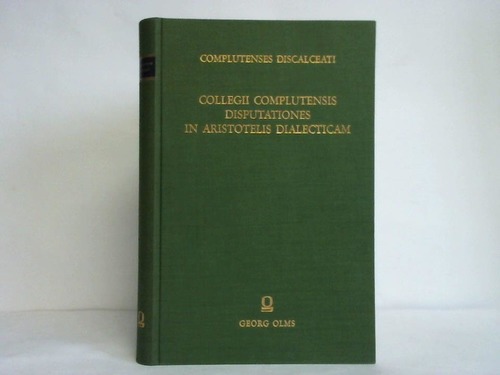 COMPLUTENSES DISCALCEATI
COLLEGII COMPLUTENSIS
DISPUTATIONES
IN ARISTOTELIS DIALECTICAM
GEORG OLMS